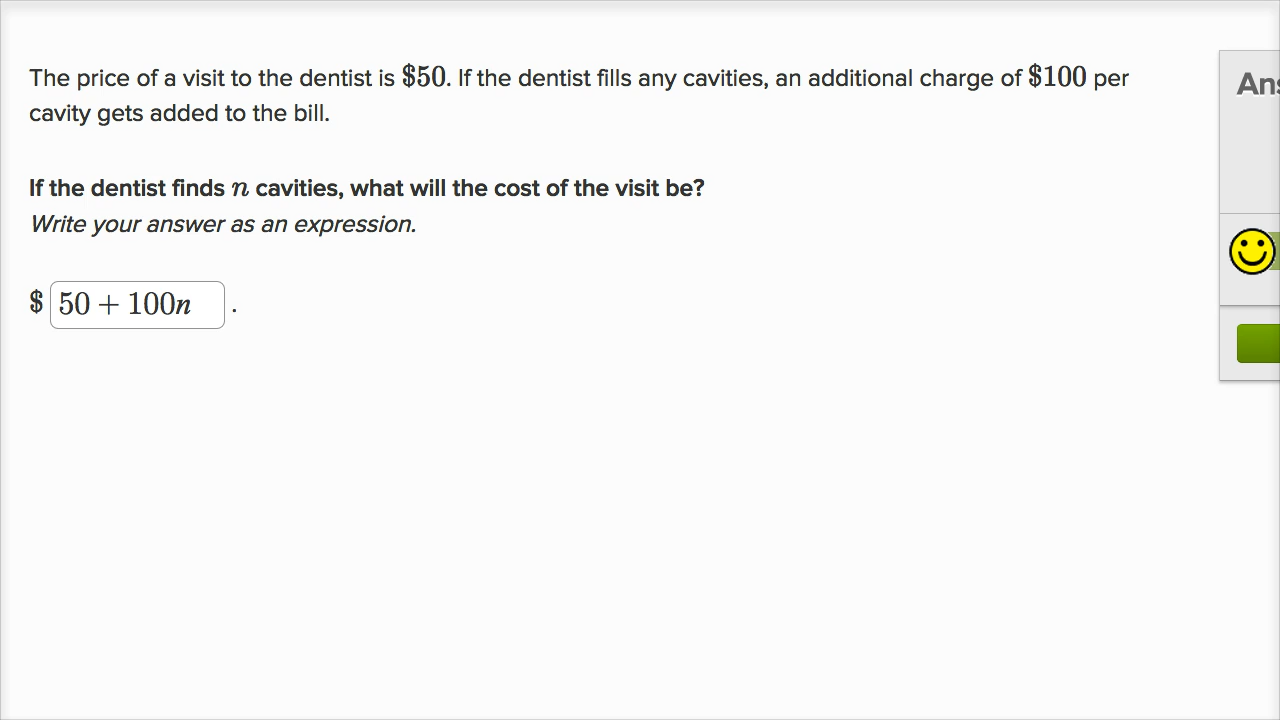 The price of a visit to the dentist is $50. If the dentist fills any cavities, an additional charge of $100 per
cavity gets added to the bill.
If the dentist finds n cavities, what will the cost of the visit be?
Write your answer as an expression.
$ 50 + 100n .